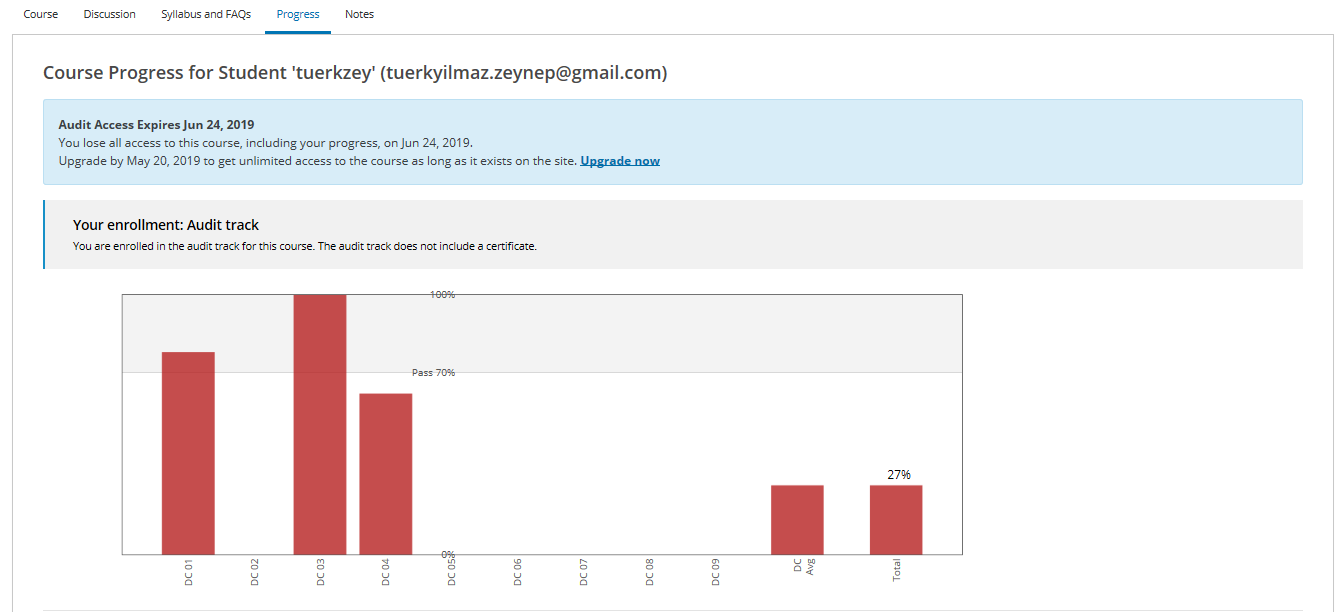 Course Discussion Syllabus and FAQs Progress Notes
Course Progress for Student 'tuerkzey' (tuerkyilmaz.zeynep@gmail.com)
Audit Access Expires Jun 24, 2019
You lose all access to this course, including your progress, on Jun 24, 2019.
Upgrade by May 20, 2019 to get unlimited access to the course as long as it exists on the site. Upgrade now
Your enrollment: Audit track
You are enrolled in the audit track for this course. The audit track does not include a certificate.
100%
Pass 70%
27%
0%
DC 01
DC 02
DC 03
DC 04
DC 05
DC 06
DC 07
DC 08
DC 09
DC
Avg
Total